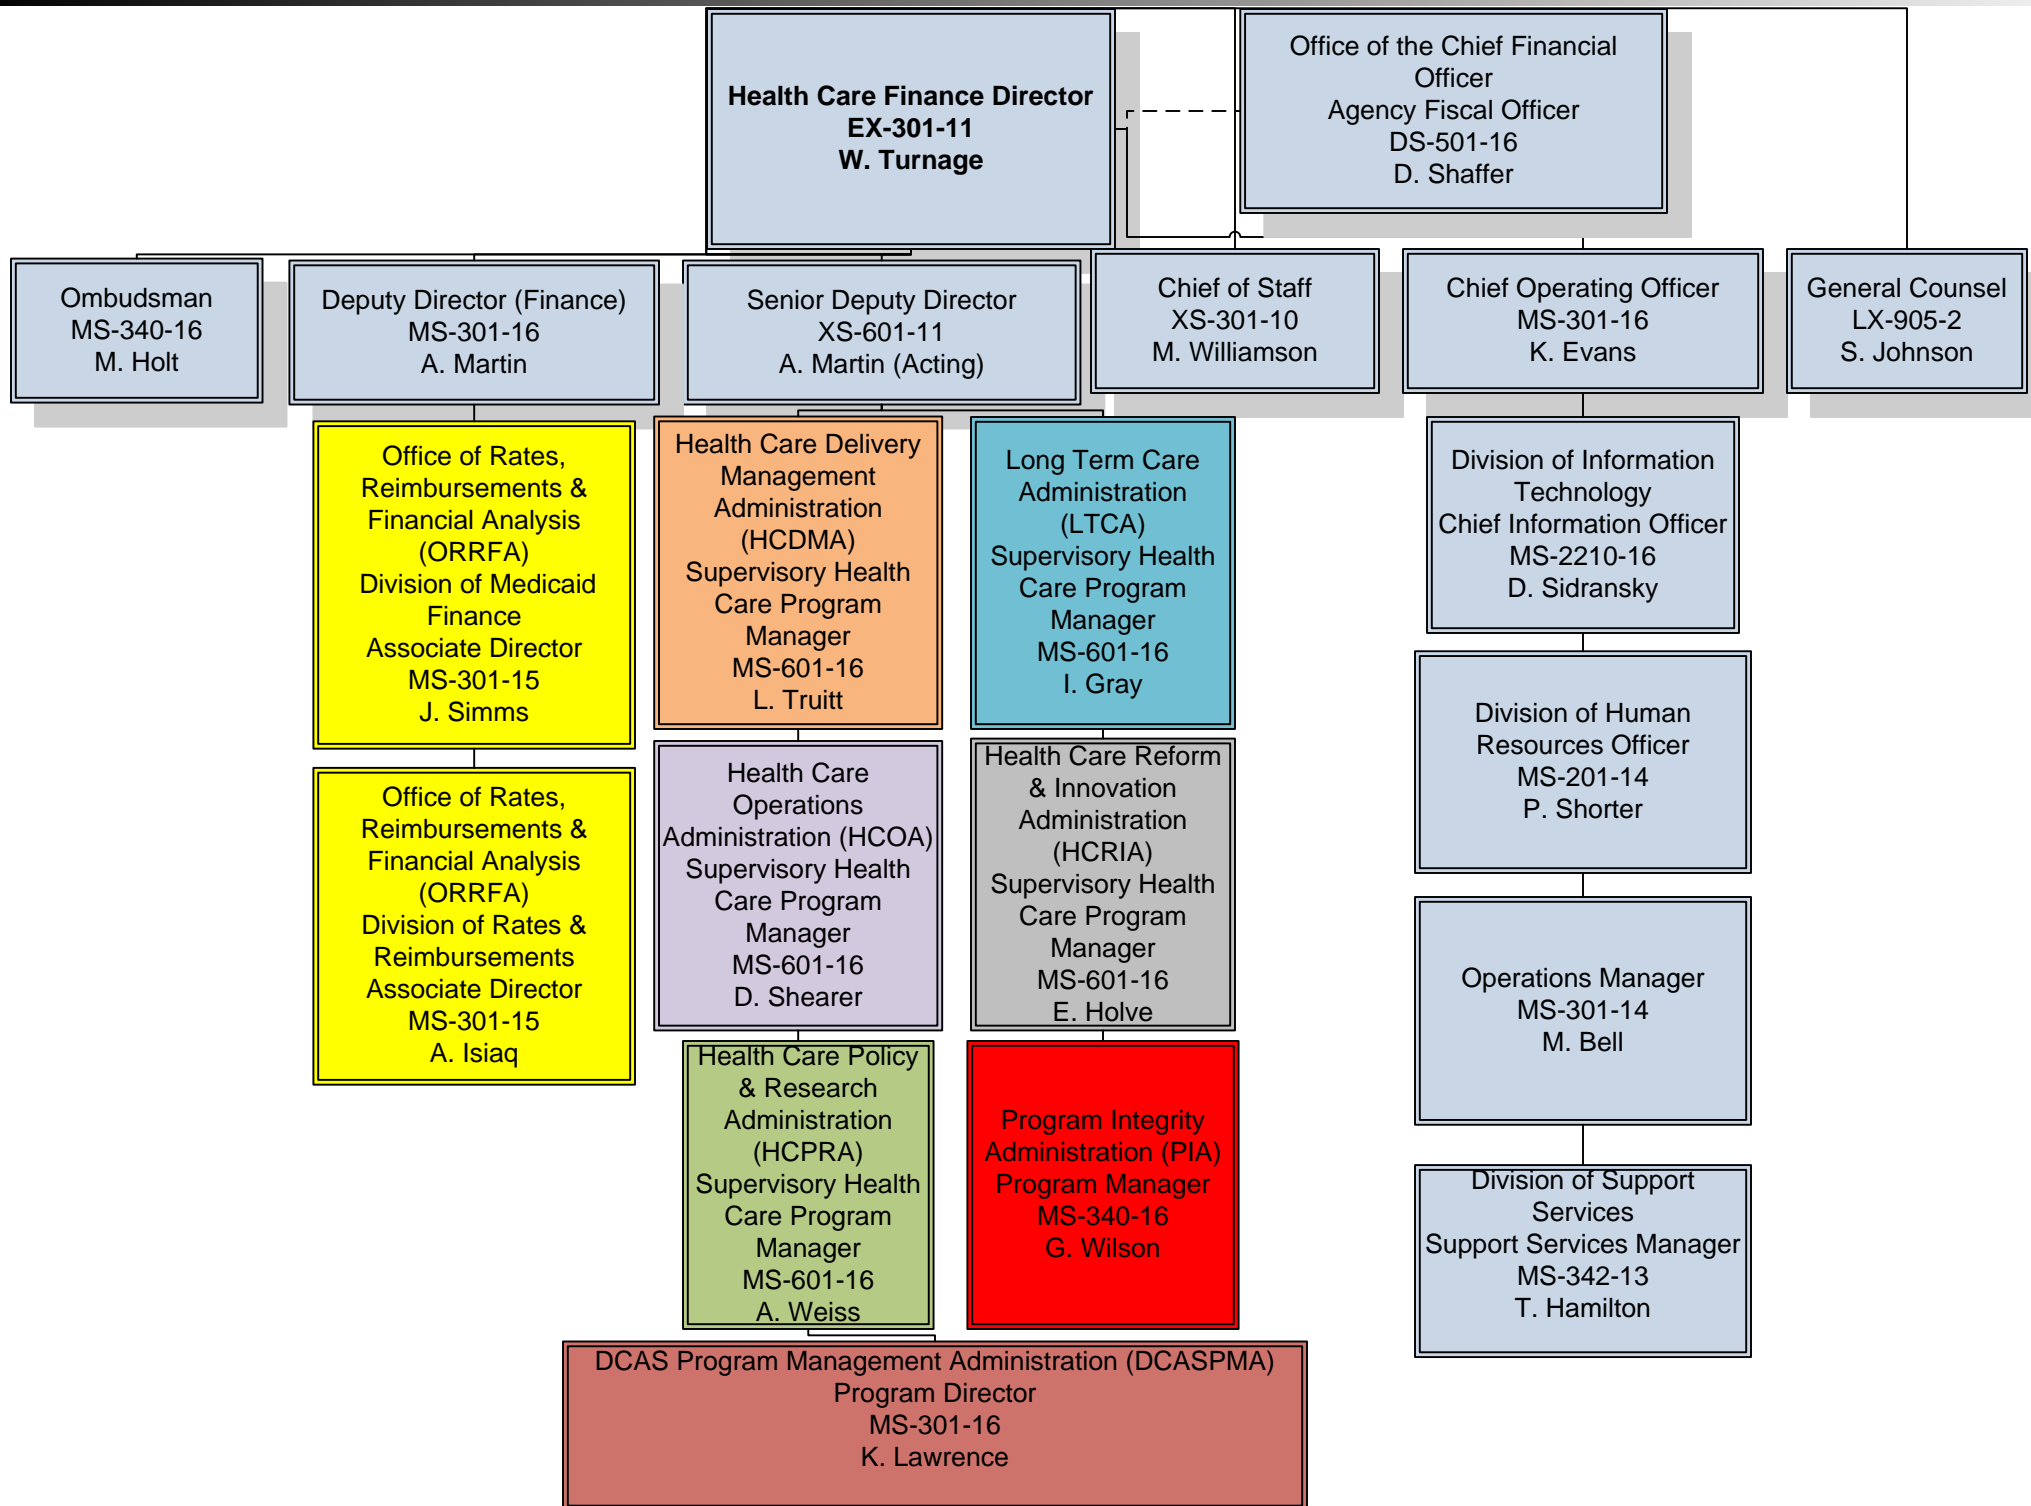 Health Care Finance Director
EX-301-11
W. Turnage
Office of the Chief Financial
Officer
Agency Fiscal Officer
DS-501-16
D. Shaffer
Ombudsman
MS-340-16
M. Holt
Deputy Director (Finance)
MS-301-16
A. Martin
Senior Deputy Director
XS-601-11
A. Martin (Acting)
Chief of Staff
XS-301-10
M. Williamson
Chief Operating Officer
MS-301-16
K. Evans
General Counsel
LX-905-2
S. Johnson
Office of Rates,
Reimbursements &
Financial Analysis
(ORRFA)
Division of Medicaid
Finance
Associate Director
MS-301-15
J. Simms
Health Care Delivery
Management
Administration
(HCDMA)
Supervisory Health
Care Program
Manager
MS-601-16
L. Truitt
Long Term Care
Administration
(LTCA)
Supervisory Health
Care Program
Manager
MS-601-16
I. Gray
Division of Information
Technology
Chief Information Officer
MS-2210-16
D. Sidransky
Division of Human
Resources Officer
MS-201-14
P. Shorter
Office of Rates,
Reimbursements &
Financial Analysis
(ORRFA)
Division of Rates &
Reimbursements
Associate Director
MS-301-15
A. Isiaq
Health Care
Operations
Administration (HCOA)
Supervisory Health
Care Program
Manager
MS-601-16
D. Shearer
Health Care Reform
& Innovation
Administration
(HCRIA)
Supervisory Health
Care Program
Manager
MS-601-16
E. Holve
Operations Manager
MS-301-14
M. Bell
Health Care Policy
& Research
Administration
(HCPRA)
Supervisory Health
Care Program
Manager
MS-601-16
A. Weiss
Program Integrity
Administration (PIA)
Program Manager
MS-340-16
G. Wilson
Division of Support
Services
Support Services Manager
MS-342-13
T. Hamilton
DCAS Program Management Administration (DCASPMA)
Program Director
MS-301-16
K. Lawrence